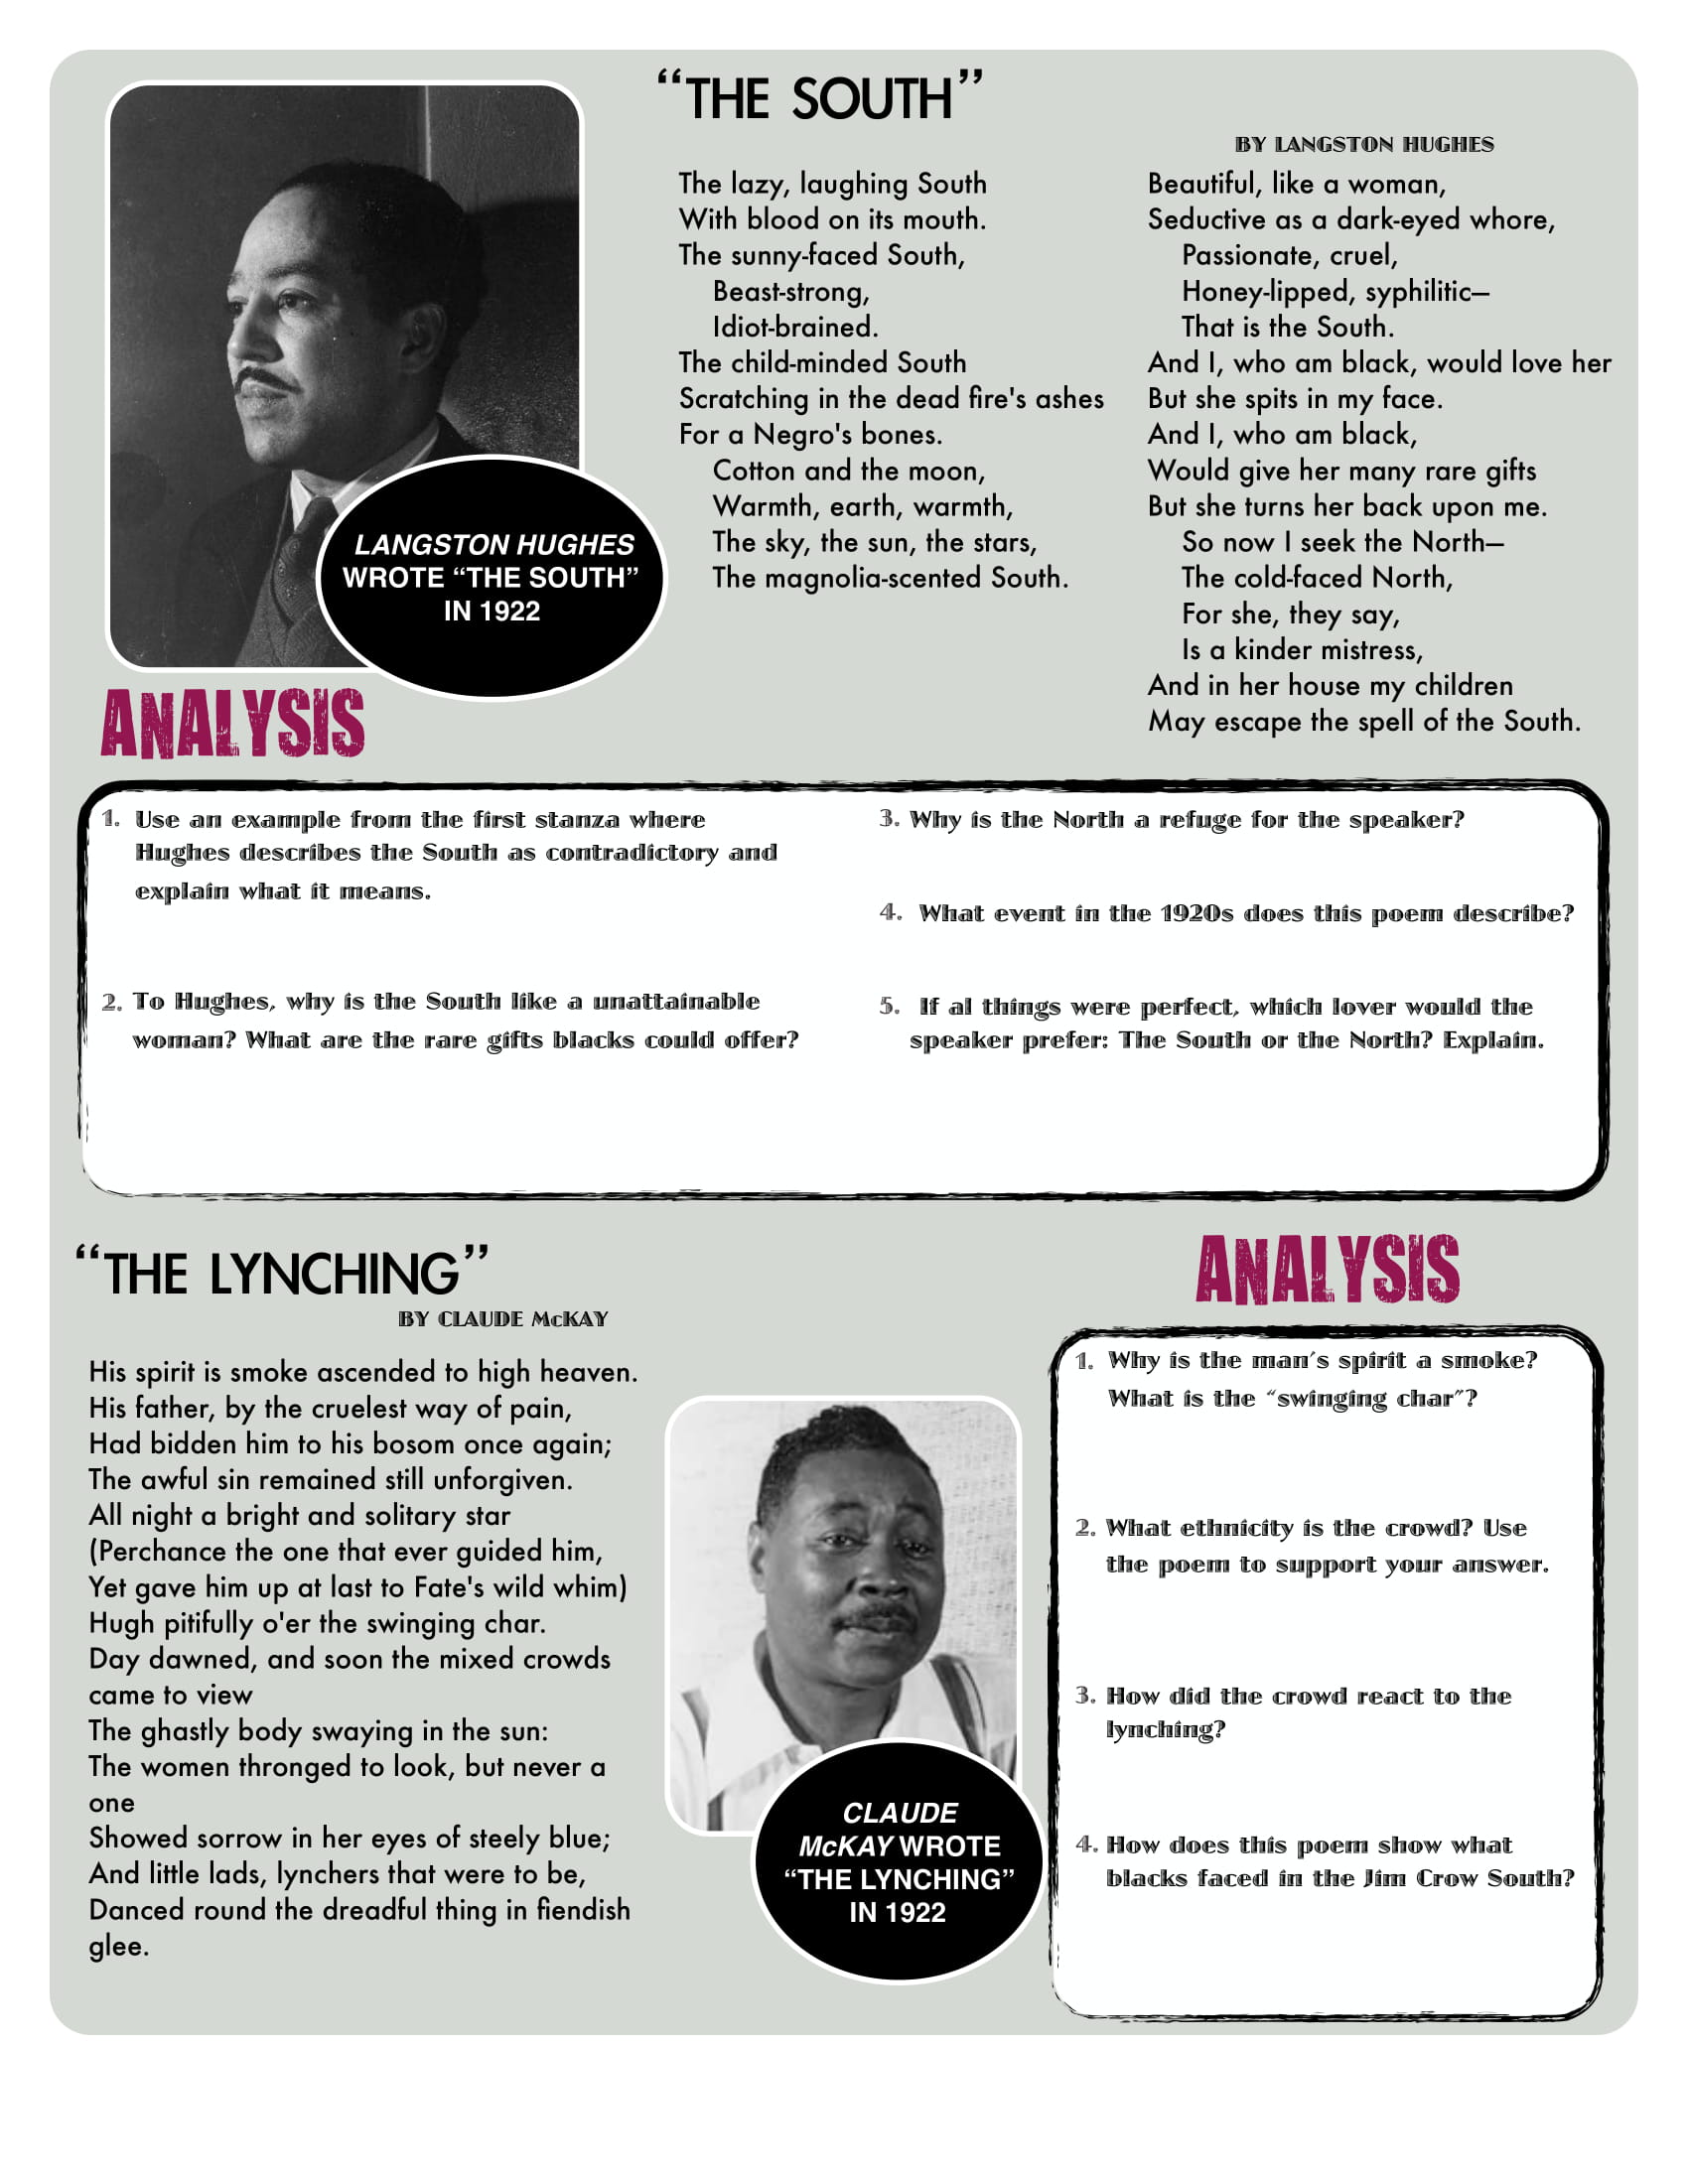 “THE SOUTH”
BY LANGSTON HUGHES
The lazy, laughing South
With blood on its mouth.
The sunny-faced South,
Beast-strong,
Idiot-brained.
The child-minded South
Scratching in the dead fire's ashes
For a Negro's bones.
Cotton and the moon,
Warmth, earth, warmth,
The sky, the sun, the stars,
The magnolia-scented South.
Beautiful, like a woman,
Seductive as a dark-eyed whore,
Passionate, cruel,
Honey-lipped, syphilitic—
That is the South.
And I, who am black, would love her
But she spits in my face.
And I, who am black,
Would give her many rare gifts
But she turns her back upon me.
So now I seek the North—
The cold-faced North,
For she, they say,
Is a kinder mistress,
And in her house my children
May escape the spell of the South.
LANGSTON HUGHES
WROTE “THE SOUTH”
IN 1922
ANALYSIS
1. Use an example from the first stanza where
Hughes describes the South as contradictory and
explain what it means.
2. To Hughes, why is the South like a unattainable
woman? What are the rare gifts blacks could offer?
3. Why is the North a refuge for the speaker?
4. What event in the 1920s does this poem describe?
5. If al things were perfect, which lover would the
speaker prefer: The South or the North? Explain.
“THE LYNCHING”
BY CLAUDE McKAY
His spirit is smoke ascended to high heaven.
His father, by the cruelest way of pain,
Had bidden him to his bosom once again;
The awful sin remained still unforgiven.
All night a bright and solitary star
(Perchance the one that ever guided him,
Yet gave him up at last to Fate's wild whim)
Hugh pitifully o'er the swinging char.
Day dawned, and soon the mixed crowds
came to view
The ghastly body swaying in the sun:
The women thronged to look, but never a
one
Showed sorrow in her eyes of steely blue;
And little lads, lynchers that were to be,
Danced round the dreadful thing in fiendish
glee.
CLAUDE
McKAY WROTE
“THE LYNCHING”
IN 1922
ANALYSIS
1. Why is the man's spirit a smoke?
What is the “swinging char”?
2. What ethnicity is the crowd? Use
the poem to support your answer.
3. How did the crowd react to the
lynching?
4. How does this poem show what
blacks faced in the Jim Crow South?